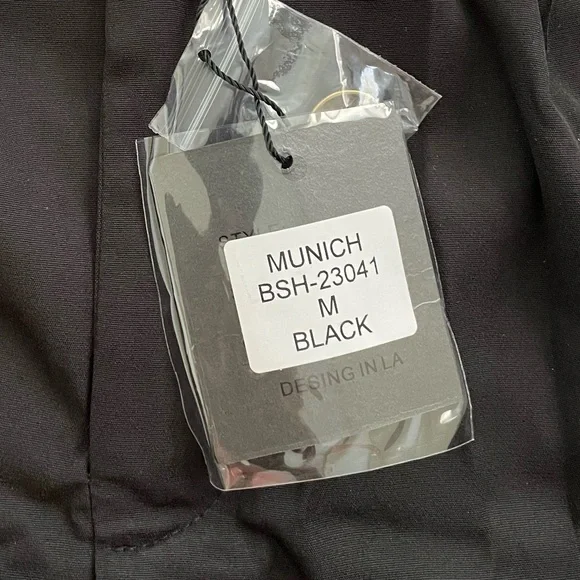 MUNICH
BSH-23041
M
BLACK
DESING IN LA